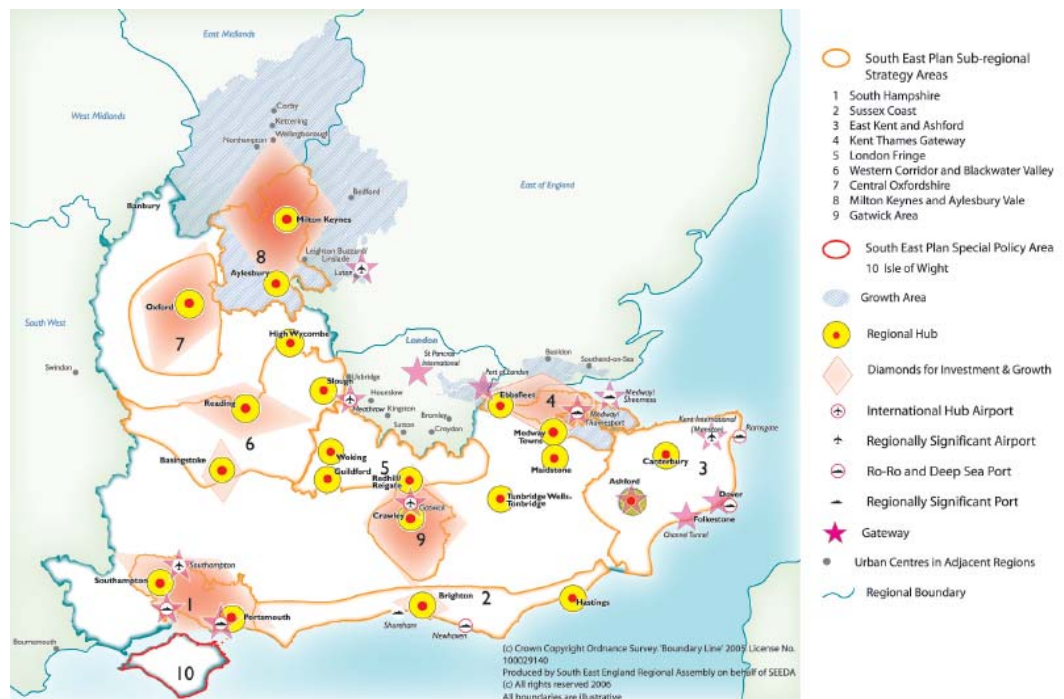 East Midlands
West Midlands
Corby
Kettering
Wellingborough
Northampton
Bedford
East of England
Banbury
Milton Keynes
8
Leighton Buzzard/
Linslade
Luton
Aylesbury
Oxford
7
South West
Swindon
High Wycombe
London
St Pancras
International
Port of London
Basildon
Southend-on-Sea
Uxbridge
Slough
Hounslow
Heathrow
Kingston
Bromley
Sutton
Croydon
Ebbsfleet
4
Medway/
Sheerness
Medway/
Thamesport
Reading
6
Medway
Towns
Maidstone
Kent International
(Manston)
Ramsgate
Basingstoke
Woking
Guildford
5
Redhill/
Reigate
Canterbury
3
Ashford
Dover
Folkestone
Channel Tunnel
Tunbridge Wells-
Tonbridge
Gatwick
Crawley
9
Southampton
Southampton
1
Portsmouth
Brighton
2
Hastings
Shoreham
Newhaven
Bournemouth
10
(c) Crown Copyright Ordnance Survey. 'Boundary Line' 2005 License No.
100029140
Produced by South East England Regional Assembly on behalf of SEEDA
(c) All rights reserved 2006
All boundaries are illustrative
South East Plan Sub-regional
Strategy Areas
1 South Hampshire
2 Sussex Coast
3 East Kent and Ashford
4 Kent Thames Gateway
5 London Fringe
6 Western Corridor and Blackwater Valley
7 Central Oxfordshire
8 Milton Keynes and Aylesbury Vale
9 Gatwick Area
South East Plan Special Policy Area
10 Isle of Wight
Growth Area
Regional Hub
Diamonds for Investment & Growth
International Hub Airport
Regionally Significant Airport
Ro-Ro and Deep Sea Port
Regionally Significant Port
Gateway
Urban Centres in Adjacent Regions
Regional Boundary